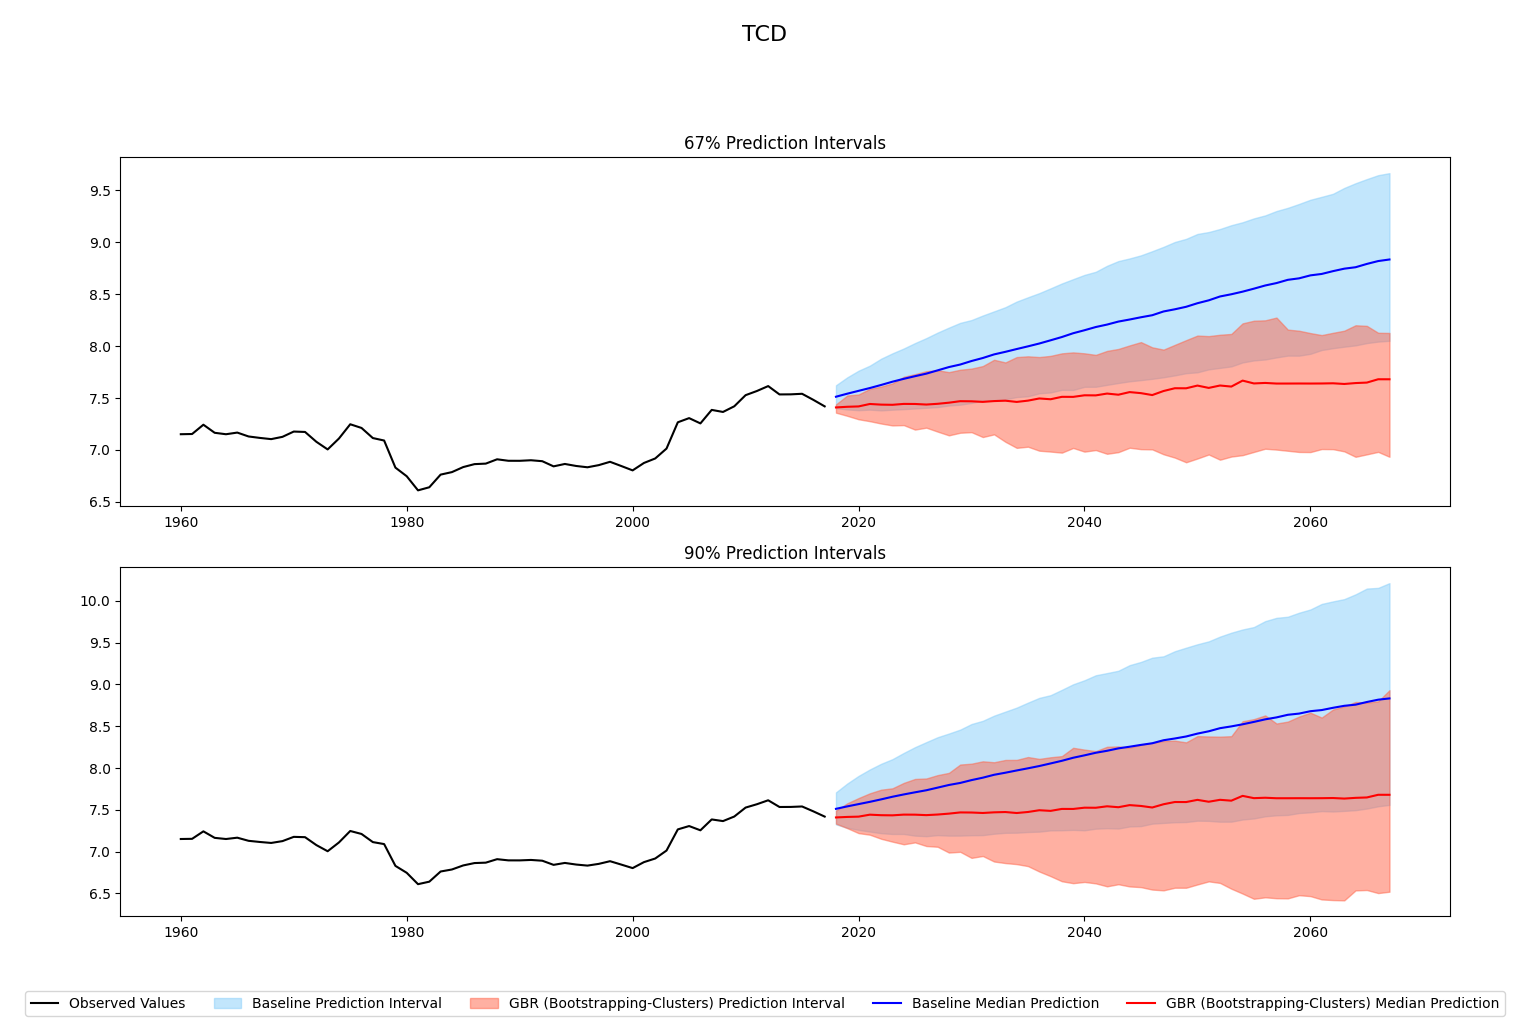 TCD
67% Prediction Intervals
9.5
9.0
8.5
8.0
7.5
7.0
6.5
1960 1980 2000 2020 2040 2060
90% Prediction Intervals
10.0
9.5
9.0
8.5
8.0
7.5
7.0
6.5
1960 1980 2000 2020 2040 2060
Observed Values Baseline Prediction Interval GBR (Bootstrapping-Clusters) Prediction Interval Baseline Median Prediction GBR (Bootstrapping-Clusters) Median Prediction